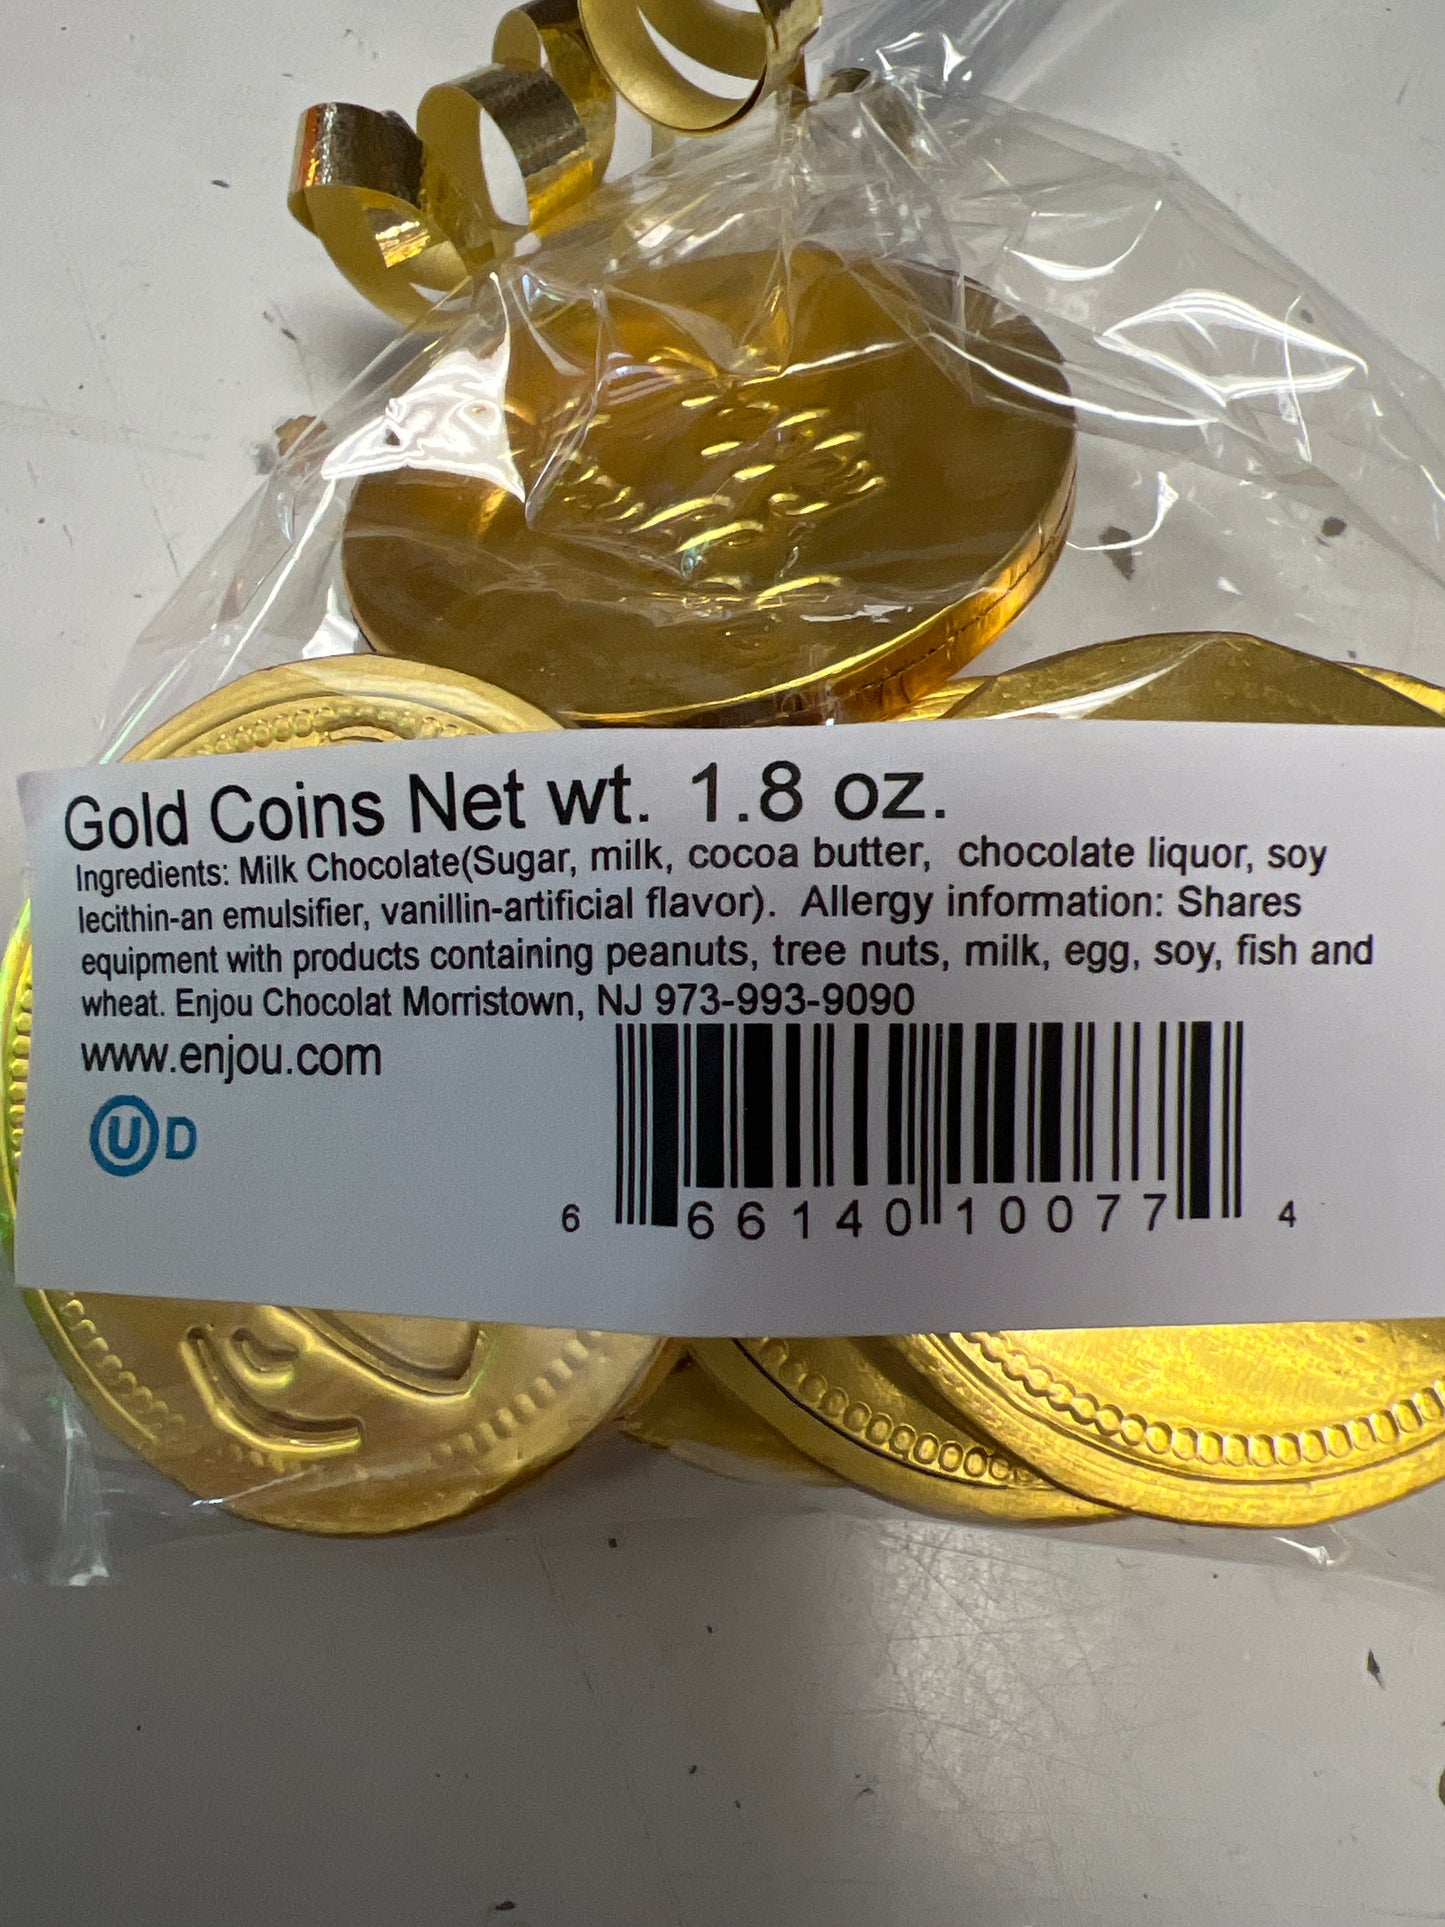 Gold Coins Net wt. 1.8 oz.
Ingredients: Milk Chocolate(Sugar, milk, cocoa butter, chocolate liquor, soy
lecithin-an emulsifier, vanillin-artificial flavor). Allergy information: Shares
equipment with products containing peanuts, tree nuts, milk, egg, soy, fish and
wheat. Enjou Chocolat Morristown, NJ 973-993-9090
www.enjou.com
U D
6 66140 10077 4